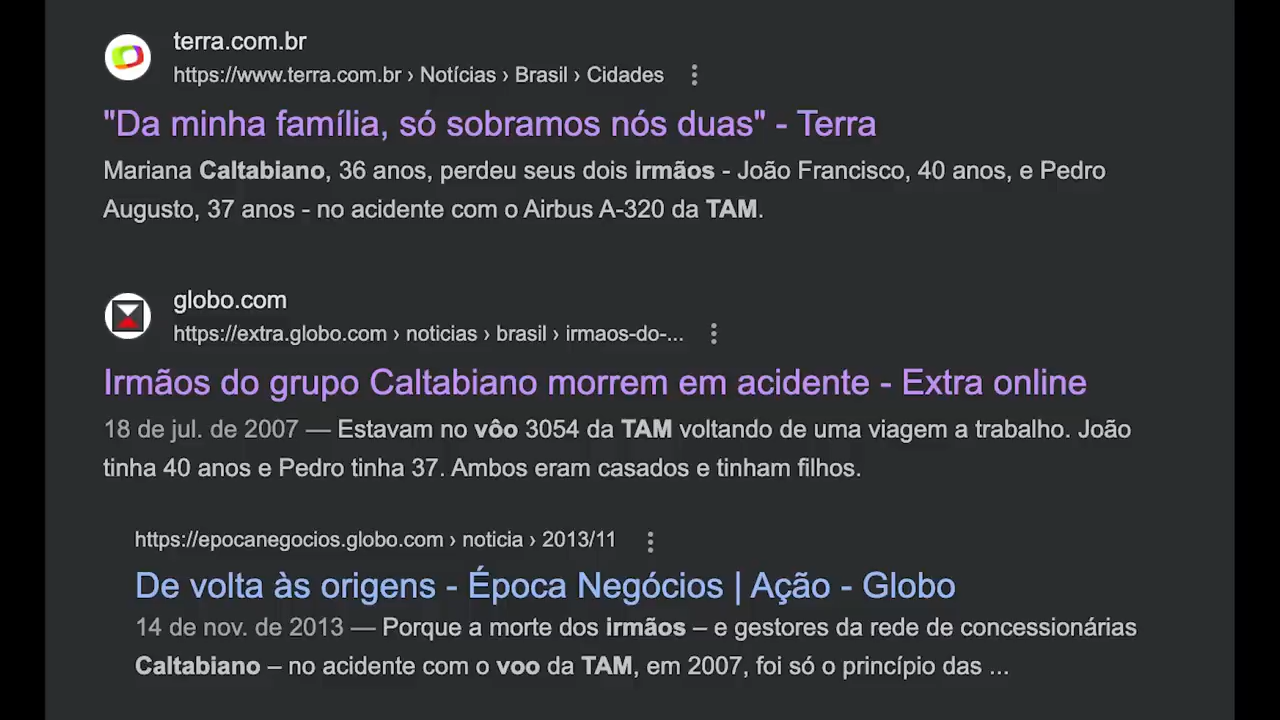 terra.com.br
https://www.terra.com.br › Notícias › Brasil › Cidades
"Da minha família, só sobramos nós duas" - Terra
Mariana Caltabiano, 36 anos, perdeu seus dois irmãos - João Francisco, 40 anos, e Pedro
Augusto, 37 anos - no acidente com o Airbus A-320 da TAM.
globo.com
https://extra.globo.com › noticias › brasil › irmaos-do-...
Irmãos do grupo Caltabiano morrem em acidente - Extra online
18 de jul. de 2007 — Estavam no vôo 3054 da TAM voltando de uma viagem a trabalho. João
tinha 40 anos e Pedro tinha 37. Ambos eram casados e tinham filhos.
https://epocanegocios.globo.com › noticia › 2013/11
De volta às origens - Época Negócios | Ação - Globo
14 de nov. de 2013 — Porque a morte dos irmãos – e gestores da rede de concessionárias
Caltabiano – no acidente com o voo da TAM, em 2007, foi só o princípio das ...